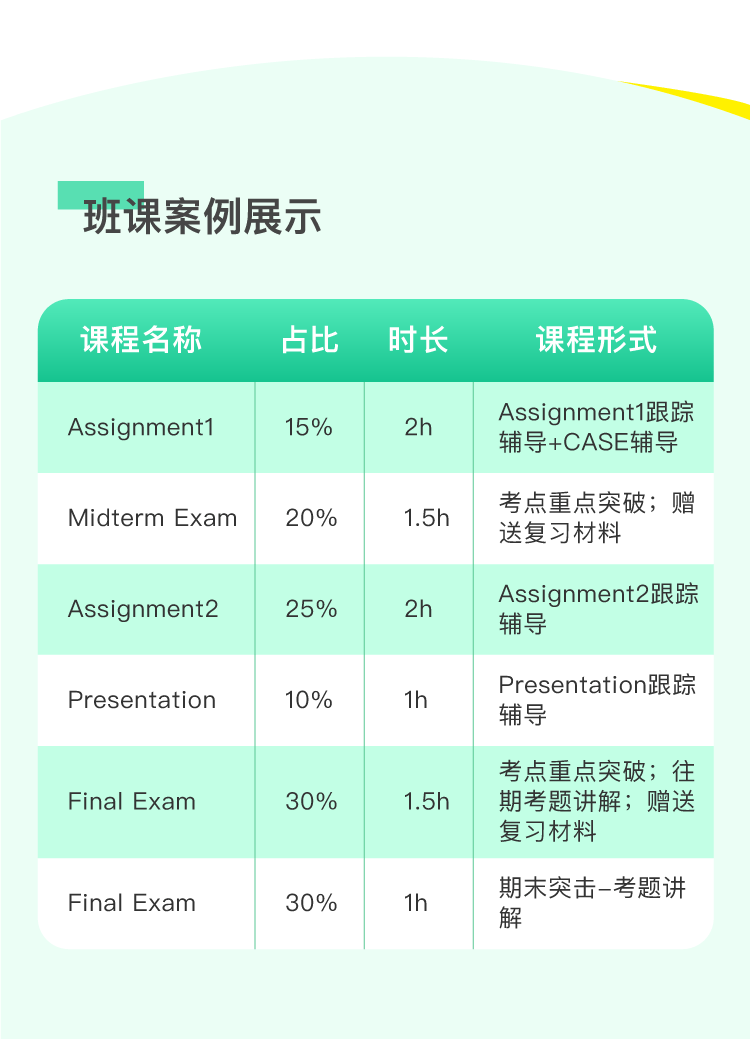 班课案例展示
课程名称 占比 时长 课程形式
Assignment1 15% 2h Assignment1跟踪
辅导+CASE辅导
Midterm Exam 20% 1.5h 考点重点突破；赠
送复习材料
Assignment2 25% 2h Assignment2跟踪
辅导
Presentation 10% 1h Presentation跟踪
辅导
Final Exam 30% 1.5h 考点重点突破；往
期考题讲解；赠送
复习材料
Final Exam 30% 1h 期末突击–考题讲
解